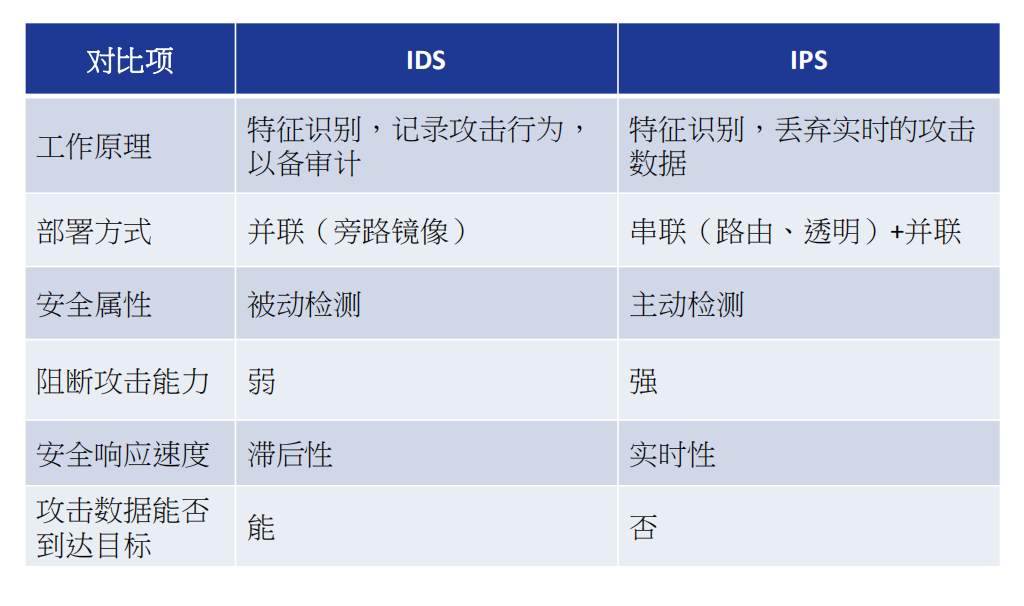 对比项 IDS IPS
工作原理
特征识别，记录攻击行为，
以备审计
特征识别，丢弃实时的攻击
数据
部署方式 并联（旁路镜像） 串联（路由、透明）+并联
安全属性 被动检测 主动检测
阻断攻击能力 弱 强
安全响应速度 滞后性 实时性
攻击数据能否
到达目标
能 否